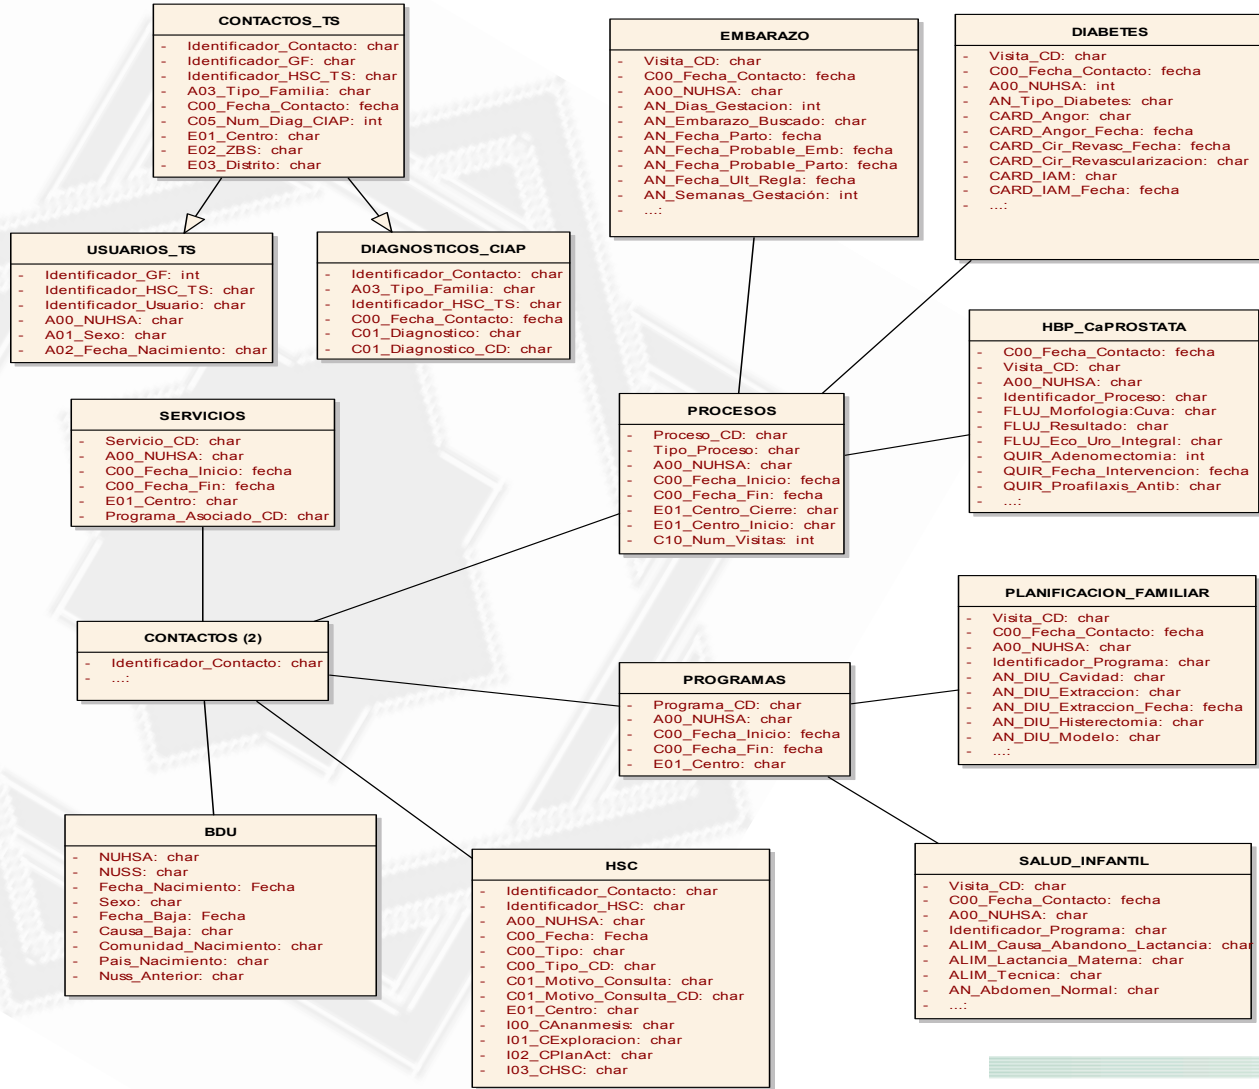 CONTACTOS_TS
- Identificador_Contacto: char
- Identificador_GF: char
- Identificador_HSC_TS: char
- A03_Tipo_Familia: char
- C00_Fecha_Contacto: fecha
- C05_Num_Diag_CIAP: int
- E01_Centro: char
- E02_ZBS: char
- E03_Distrito: char
EMBARAZO
- Visita_CD: char
- C00_Fecha_Contacto: fecha
- A00_NUHSA: char
- AN_Dias_Gestacion: int
- AN_Embarazo_Buscado: char
- AN_Fecha_Parto: fecha
- AN_Fecha_Probable_Emb: fecha
- AN_Fecha_Probable_Parto: fecha
- AN_Fecha_Ult_Regla: fecha
- AN_Semanas_Gestación: int
- ...:
DIABETES
- Visita_CD: char
- C00_Fecha_Contacto: fecha
- A00_NUHSA: int
- AN_Tipo_Diabetes: char
- CARD_Angor: char
- CARD_Angor_Fecha: fecha
- CARD_Cir_Revasc_Fecha: fecha
- CARD_Cir_Revascularizacion: char
- CARD_IAM: char
- CARD_IAM_Fecha: fecha
- ...:
USUARIOS_TS
- Identificador_GF: int
- Identificador_HSC_TS: char
- Identificador_Usuario: char
- A00_NUHSA: char
- A01_Sexo: char
- A02_Fecha_Nacimiento: char
DIAGNOSTICOS_CIAP
- Identificador_Contacto: char
- A03_Tipo_Familia: char
- Identificador_HSC_TS: char
- C00_Fecha_Contacto: fecha
- C01_Diagnostico: char
- C01_Diagnostico_CD: char
HBP_CaPROSTATA
- C00_Fecha_Contacto: fecha
- Visita_CD: char
- A00_NUHSA: char
- Identificador_Proceso: char
- FLUJ_Morfologia:Cuva: char
- FLUJ_Resultado: char
- FLUJ_Eco_Uro_Integral: char
- QUIR_Adenomectomia: int
- QUIR_Fecha_Intervencion: fecha
- QUIR_Proafilaxis_Antib: char
- ...:
SERVICIOS
- Servicio_CD: char
- A00_NUHSA: char
- C00_Fecha_Inicio: fecha
- C00_Fecha_Fin: fecha
- E01_Centro: char
- Programa_Asociado_CD: char
PROCESOS
- Proceso_CD: char
- Tipo_Proceso: char
- A00_NUHSA: char
- C00_Fecha_Inicio: fecha
- C00_Fecha_Fin: fecha
- E01_Centro_Cierre: char
- E01_Centro_Inicio: char
- C10_Num_Visitas: int
CONTACTOS (2)
- Identificador_Contacto: char
- ...:
PROGRAMAS
- Programa_CD: char
- A00_NUHSA: char
- C00_Fecha_Inicio: fecha
- C00_Fecha_Fin: fecha
- E01_Centro: char
PLANIFICACION_FAMILIAR
- Visita_CD: char
- C00_Fecha_Contacto: fecha
- A00_NUHSA: char
- Identificador_Programa: char
- AN_DIU_Cavidad: char
- AN_DIU_Extraccion: char
- AN_DIU_Extraccion_Fecha: fecha
- AN_DIU_Histerectomia: char
- AN_DIU_Modelo: char
- ...:
BDU
- NUHSA: char
- NUSS: char
- Fecha_Nacimiento: Fecha
- Sexo: char
- Fecha_Baja: Fecha
- Causa_Baja: char
- Comunidad_Nacimiento: char
- Pais_Nacimiento: char
- Nuss_Anterior: char
HSC
- Identificador_Contacto: char
- Identificador_HSC: char
- A00_NUHSA: char
- C00_Fecha: Fecha
- C00_Tipo: char
- C00_Tipo_CD: char
- C01_Motivo_Consulta: char
- C01_Motivo_Consulta_CD: char
- E01_Centro: char
- I00_CAnanmesis: char
- I01_CExploracion: char
- I02_CPlanAct: char
- I03_CHSC: char
SALUD_INFANTIL
- Visita_CD: char
- C00_Fecha_Contacto: fecha
- A00_NUHSA: char
- Identificador_Programa: char
- ALIM_Causa_Abandono_Lactancia: char
- ALIM_Lactancia_Materna: char
- ALIM_Tecnica: char
- AN_Abdomen_Normal: char
- ...: